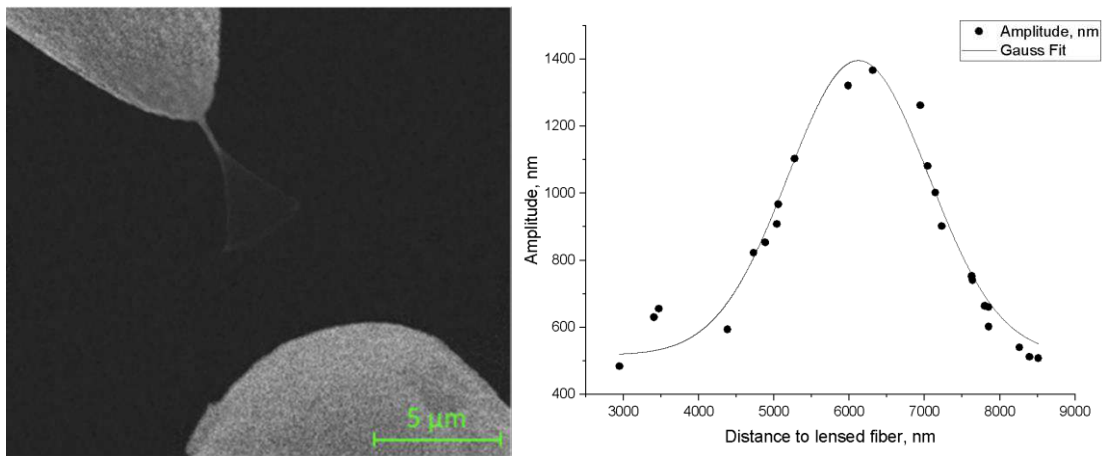 5 µm
Amplitude, nm
Gauss Fit
1400
1200
1000
800
600
400
Amplitude, nm
3000 4000 5000 6000 7000 8000 9000
Distance to lensed fiber, nm